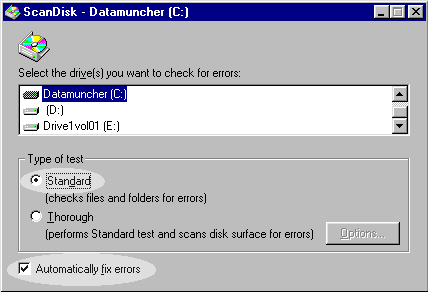 ScanDisk - Datamuncher (C:)
Select the drive(s) you want to check for errors:
Datamuncher (C:)
(D:)
Drive1vol01 (E:)
Type of test
Standard
(checks files and folders for errors)
Thorough
(performs Standard test and scans disk surface for errors)
Options...
Automatically fix errors